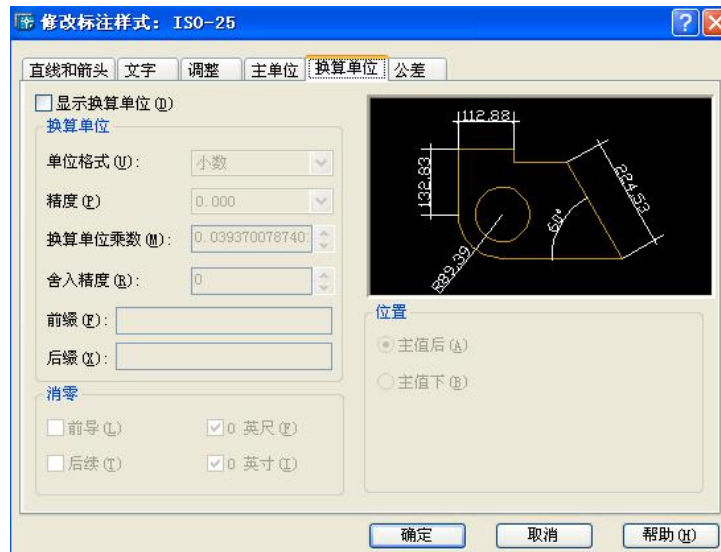 修改标注样式: ISO-25
直线和箭头 文字 调整 主单位 换算单位 公差
显示换算单位(D)
换算单位
单位格式(U): 小数
精度(P) 0.000
换算单位乘数(M): 0.0393700787401
舍入精度(R): 0
前缀(F):
后缀(X):
消零
前导(L) 0 英尺(F)
后续(T) 0 英寸(I)
112.88
132.83
224.53
60°
R89.39
位置
主值后(A)
主值下(B)
确定 取消 帮助(H)